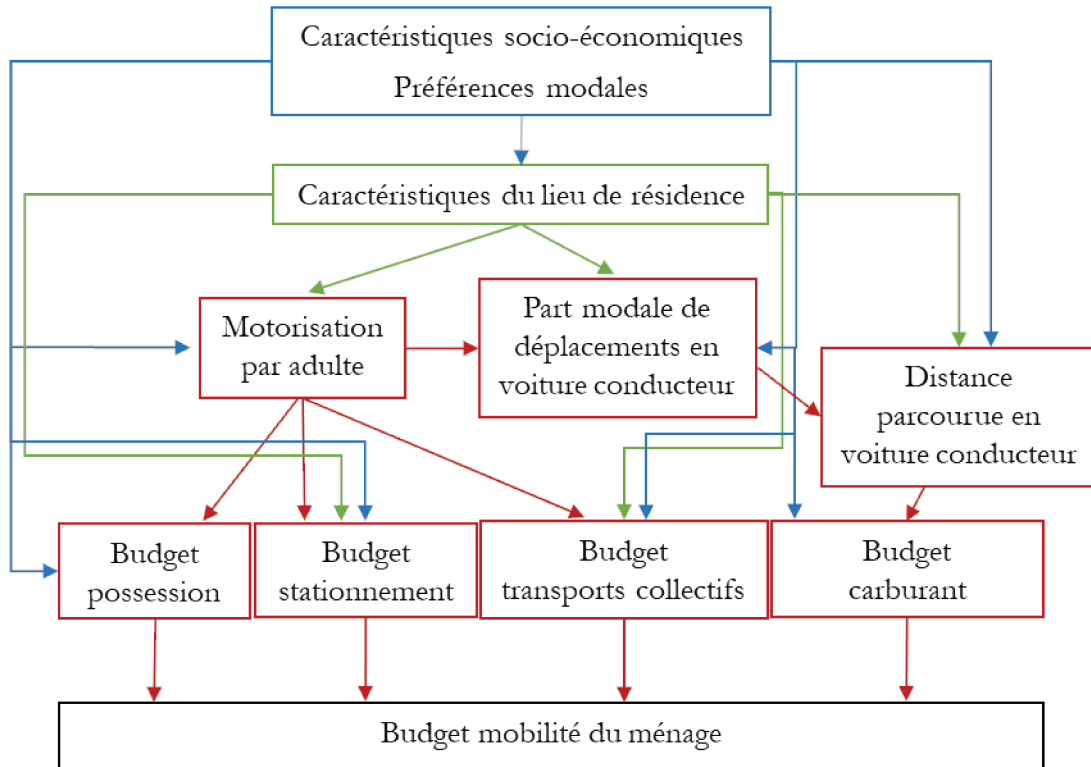 Caractéristiques socio-économiques
Préférences modales
Caractéristiques du lieu de résidence
Motorisation
par adulte
Part modale de
déplacements en
voiture conducteur
Distance
parcourue en
voiture conducteur
Budget
possession
Budget
stationnement
Budget
transports collectifs
Budget
carburant
Budget mobilité du ménage